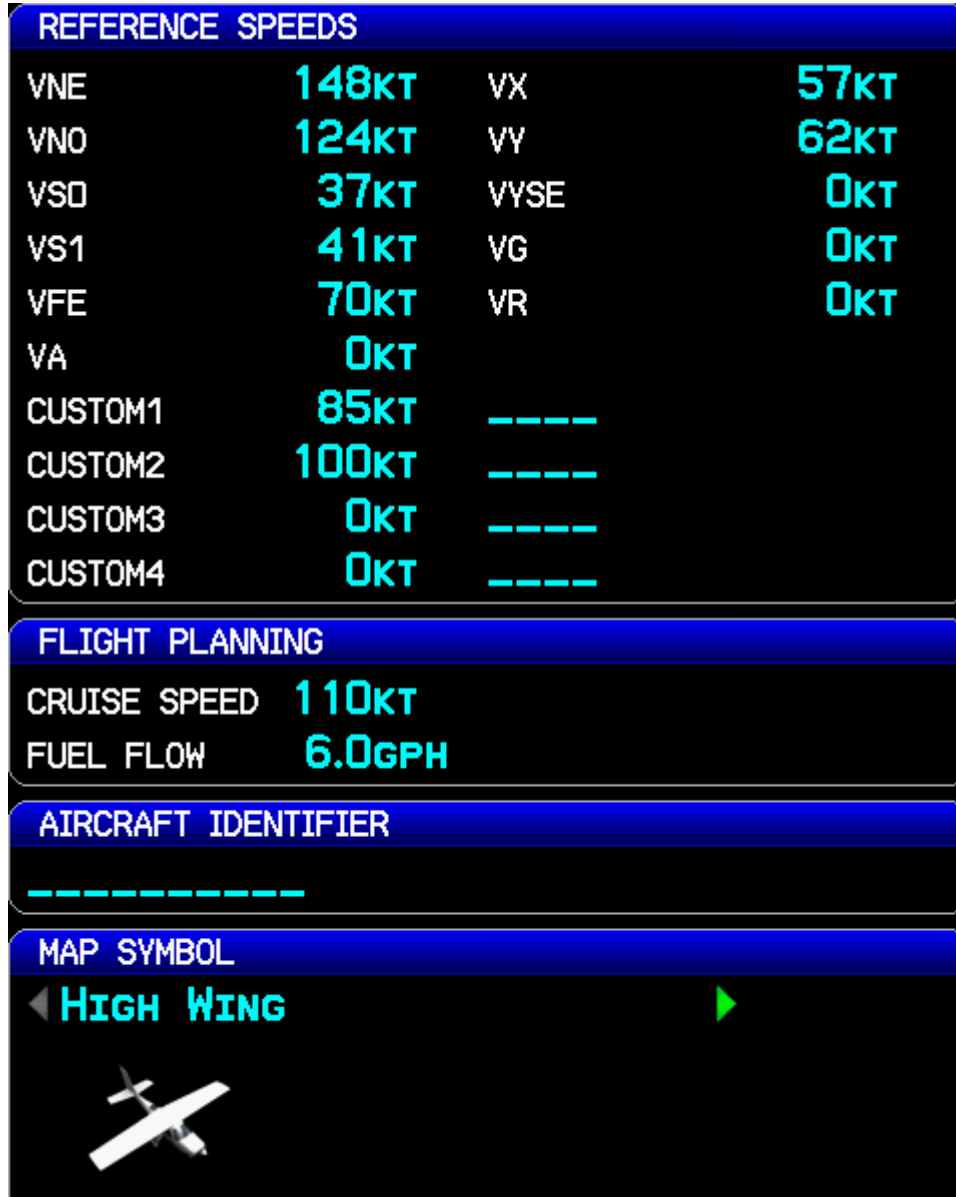 REFERENCE SPEEDS
VNE 148KT VX 57KT
VNO 124KT VY 62KT
VSO 37KT VYSE 0KT
VS1 41KT VG 0KT
VFE 70KT VR 0KT
VA 0KT
CUSTOM1 85KT ____
CUSTOM2 100KT ____
CUSTOM3 0KT ____
CUSTOM4 0KT ____
FLIGHT PLANNING
CRUISE SPEED 110KT
FUEL FLOW 6.0GPH
AIRCRAFT IDENTIFIER
__________
MAP SYMBOL
HIGH WING